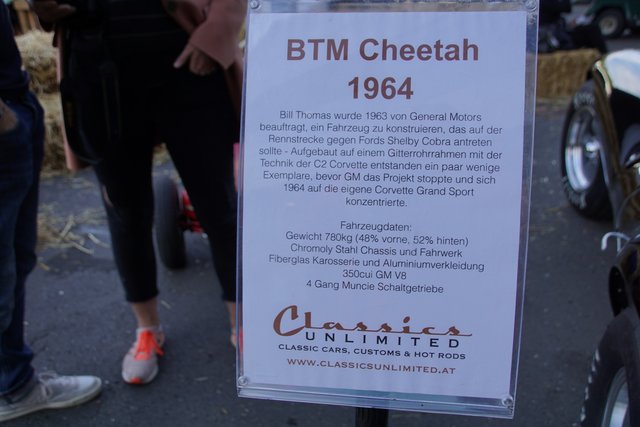 BTM Cheetah
1964
Bill Thomas wurde 1963 von General Motors
beauftragt, ein Fahrzeug zu konstruieren, das auf der
Rennstrecke gegen Fords Shelby Cobra antreten
sollte - Aufgebaut auf einem Gitterrohrrahmen mit der
Technik der C2 Corvette entstanden ein paar wenige
Exemplare, bevor GM das Projekt stoppte und sich
1964 auf die eigene Corvette Grand Sport
konzentrierte.
Fahrzeugdaten:
Gewicht 780kg (48% vorne, 52% hinten)
Chromoly Stahl Chassis und Fahrwerk
Fiberglas Karosserie und Aluminiumverkleidung
350cui GM V8
4 Gang Muncie Schaltgetriebe
Classics
UNLIMITED
CLASSIC CARS, CUSTOMS & HOT RODS
WWW.CLASSICSUNLIMITED.AT